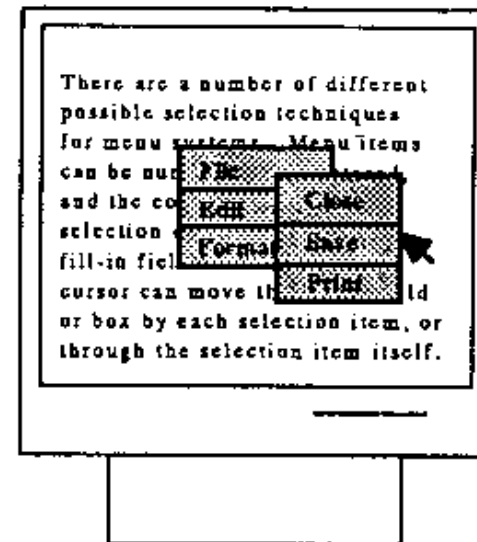 There are a number of different
possible selection techniques
for menu systems. Menu items
can be num
and the co
selection
fill-in fiel
cursor can move th ld
or box by each selection item, or
through the selection item itself.
File
Edit
Format
Close
Save
Print